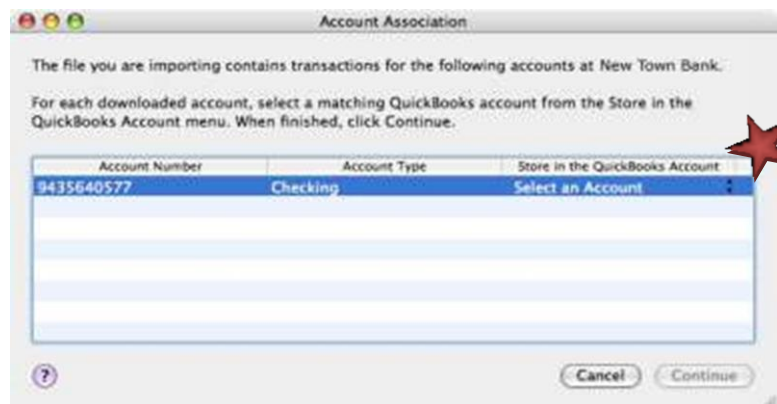 Account Association
The file you are importing contains transactions for the following accounts at New Town Bank.
For each downloaded account, select a matching QuickBooks account from the Store in the
QuickBooks Account menu. When finished, click Continue.
Account Number Account Type Store in the QuickBooks Account
9435640577 Checking Select an Account
? Cancel Continue